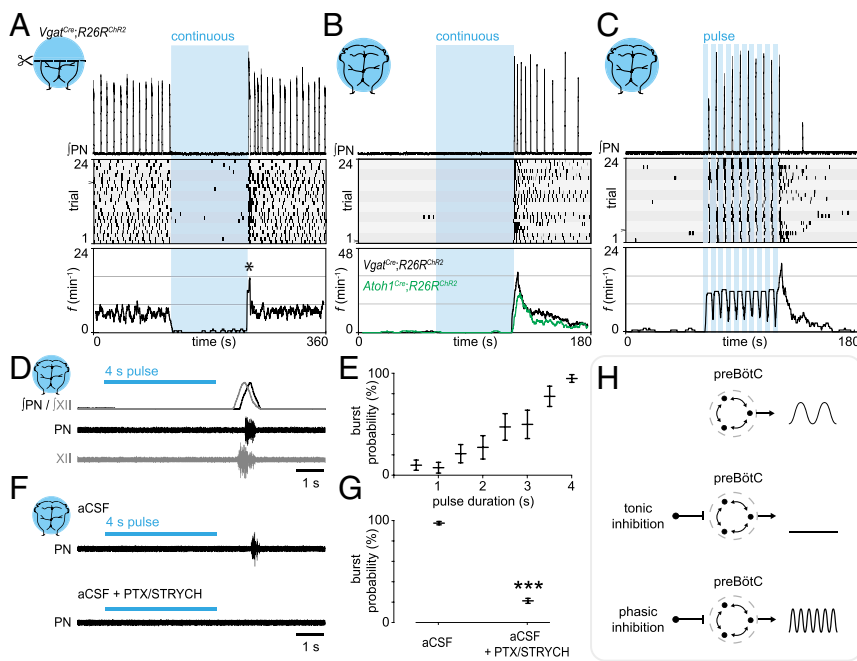 A
Vgat^Cre;R26R^ChR2
continuous
∫PN
24
trial
1
*
f (min⁻¹)
0
0
time (s)
360
B
continuous
∫PN
24
trial
1
48
Vgat^Cre;R26R^ChR2
Atoh1^Cre;R26R^ChR2
f (min⁻¹)
0
0
time (s)
180
C
pulse
∫PN
24
trial
1
f (min⁻¹)
0
0
time (s)
180
D
4 s pulse
∫PN / ∫XII
PN
XII
1 s
E
100
burst
probability (%)
0
1
2
3
4
pulse duration (s)
F
aCSF
4 s pulse
PN
aCSF + PTX/STRYCH
PN
1 s
G
100
burst
probability (%)
0
***
aCSF
aCSF
+ PTX/STRYCH
H
preBötC
preBötC
tonic
inhibition
preBötC
phasic
inhibition